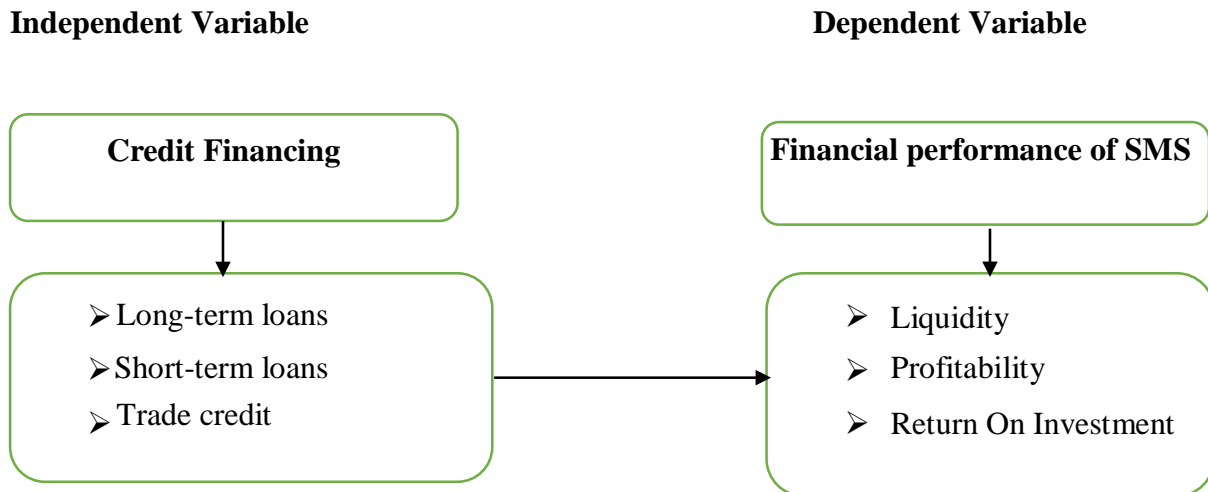 Independent Variable
Dependent Variable
Credit Financing
Financial performance of SMS
➢ Long-term loans
➢ Short-term loans
➢ Trade credit
➢ Liquidity
➢ Profitability
➢ Return On Investment